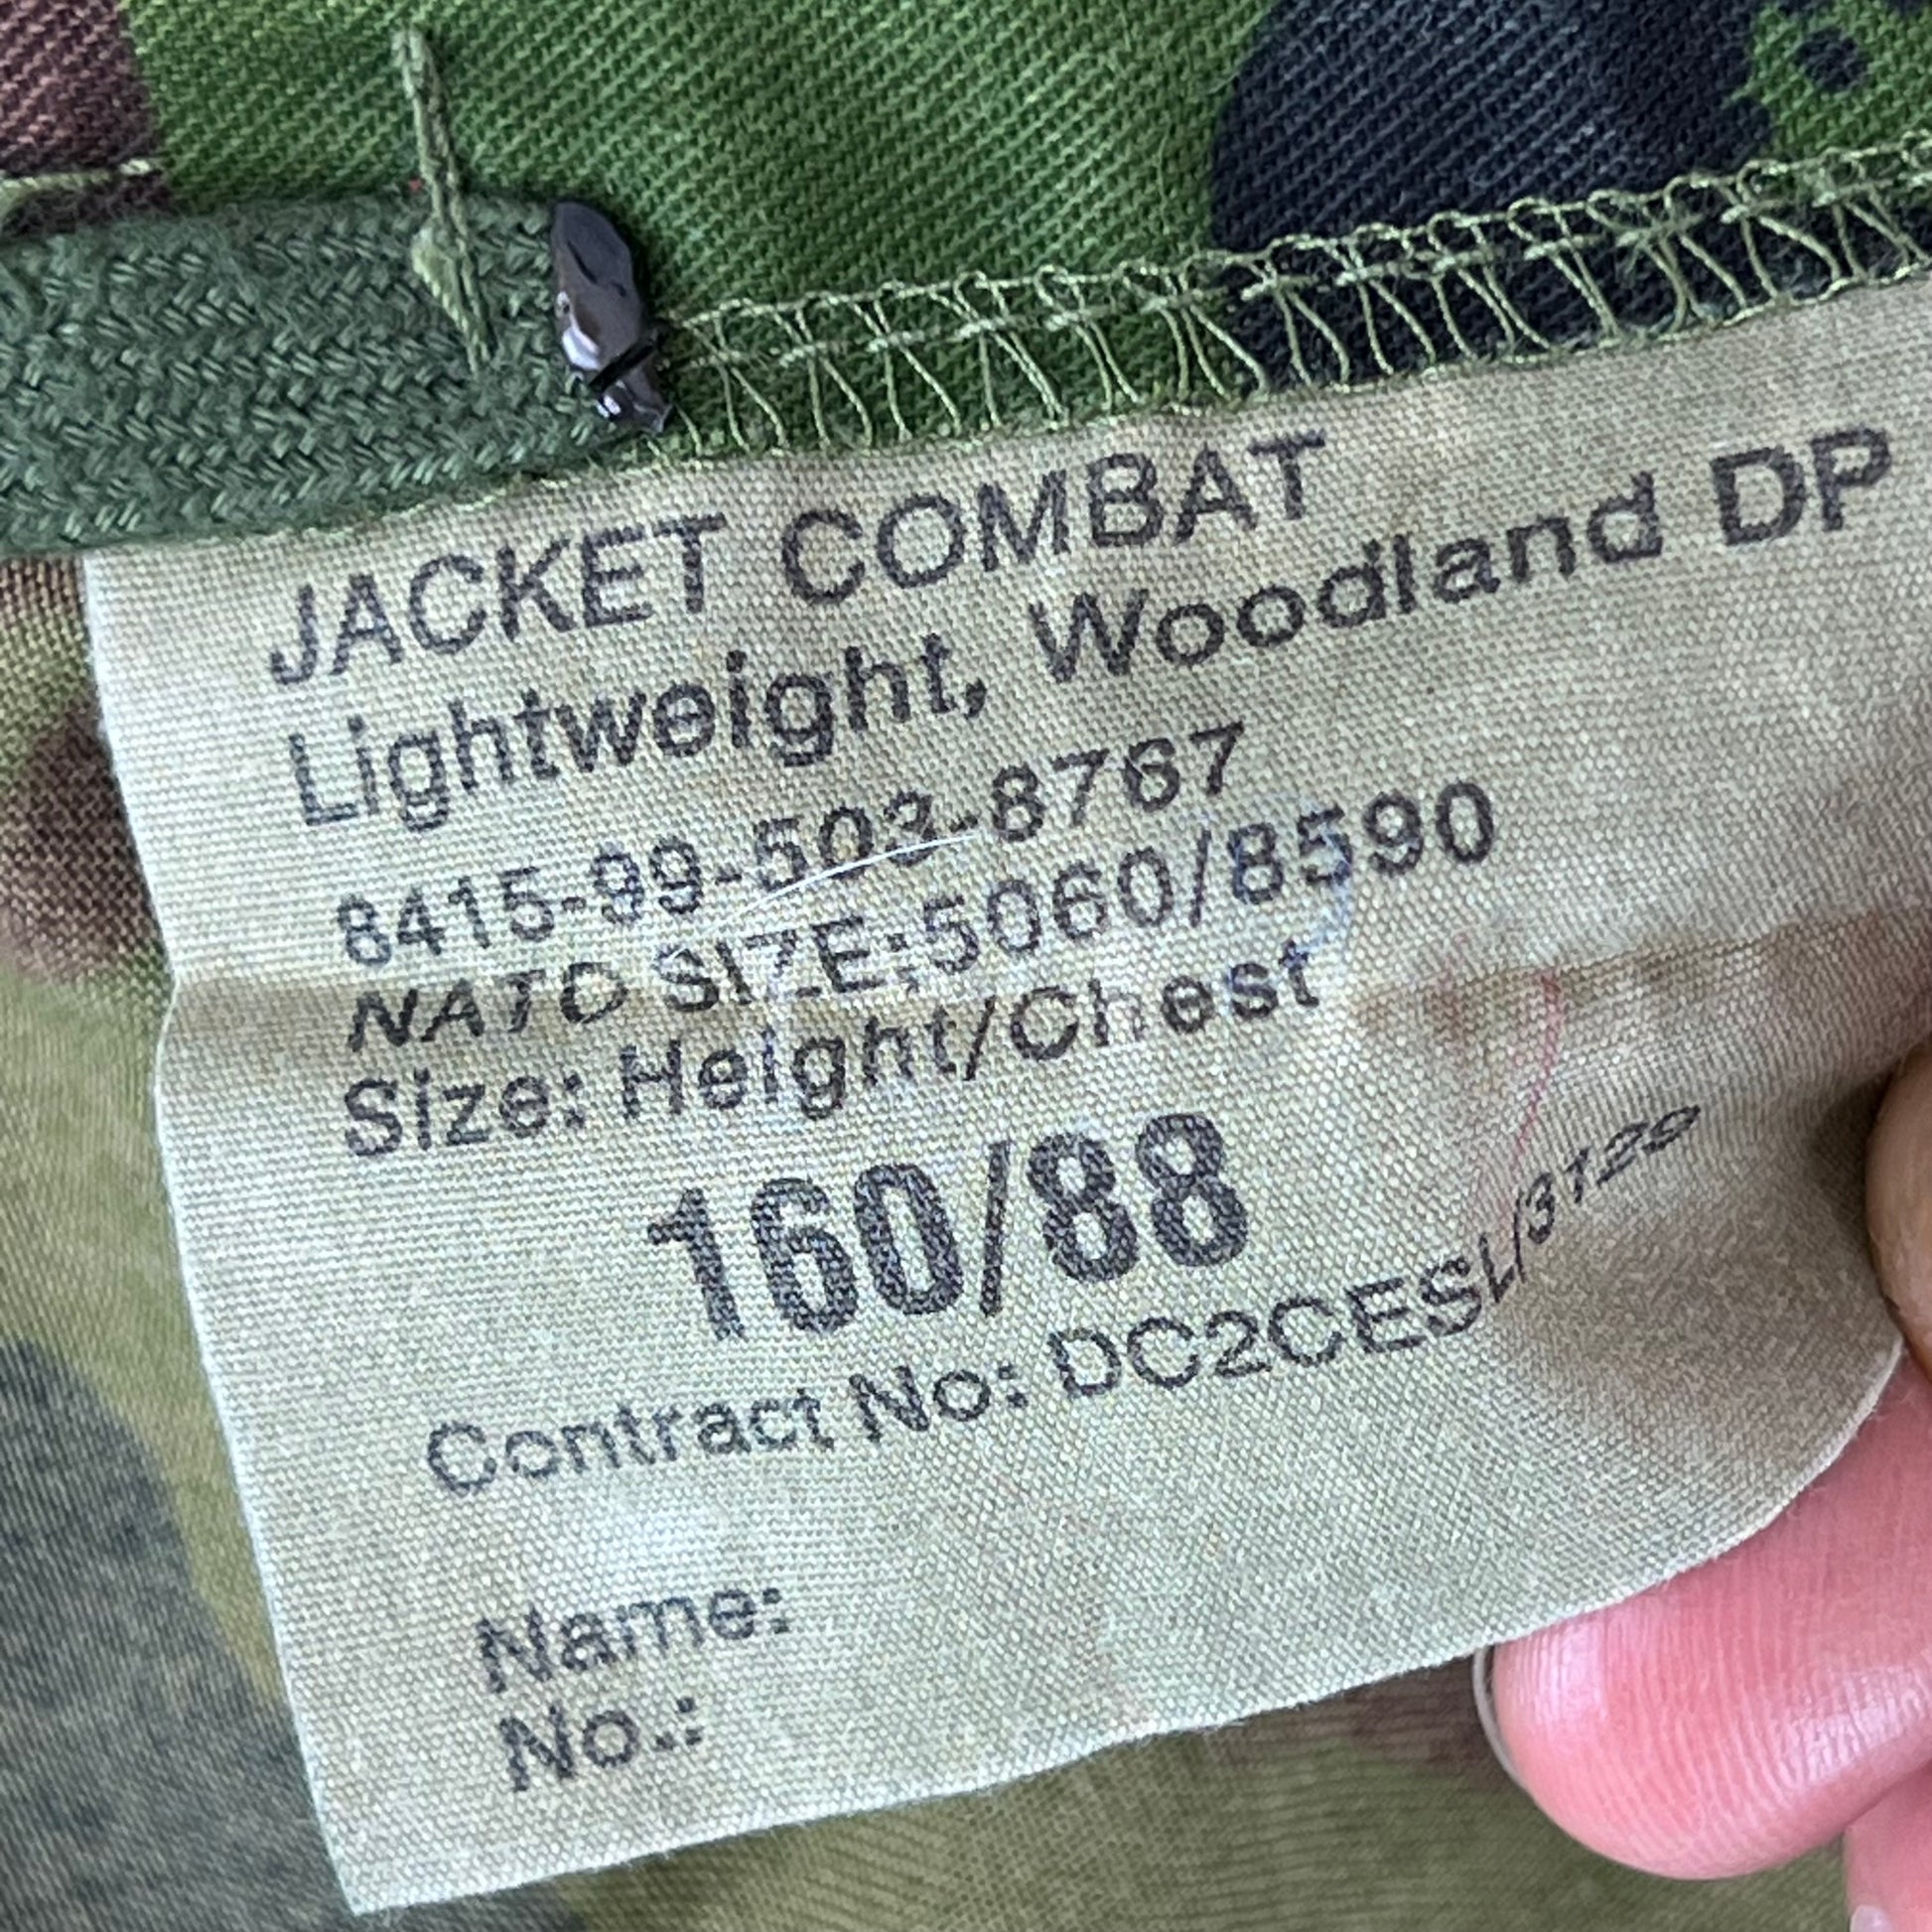 JACKET COMBAT
Lightweight, Woodland DP
8415-99-503-8767
NATO SIZE:5060/8590
Size: Height/Chest
160/88
Contract No: DC2CESL/3120
Name:
No.: